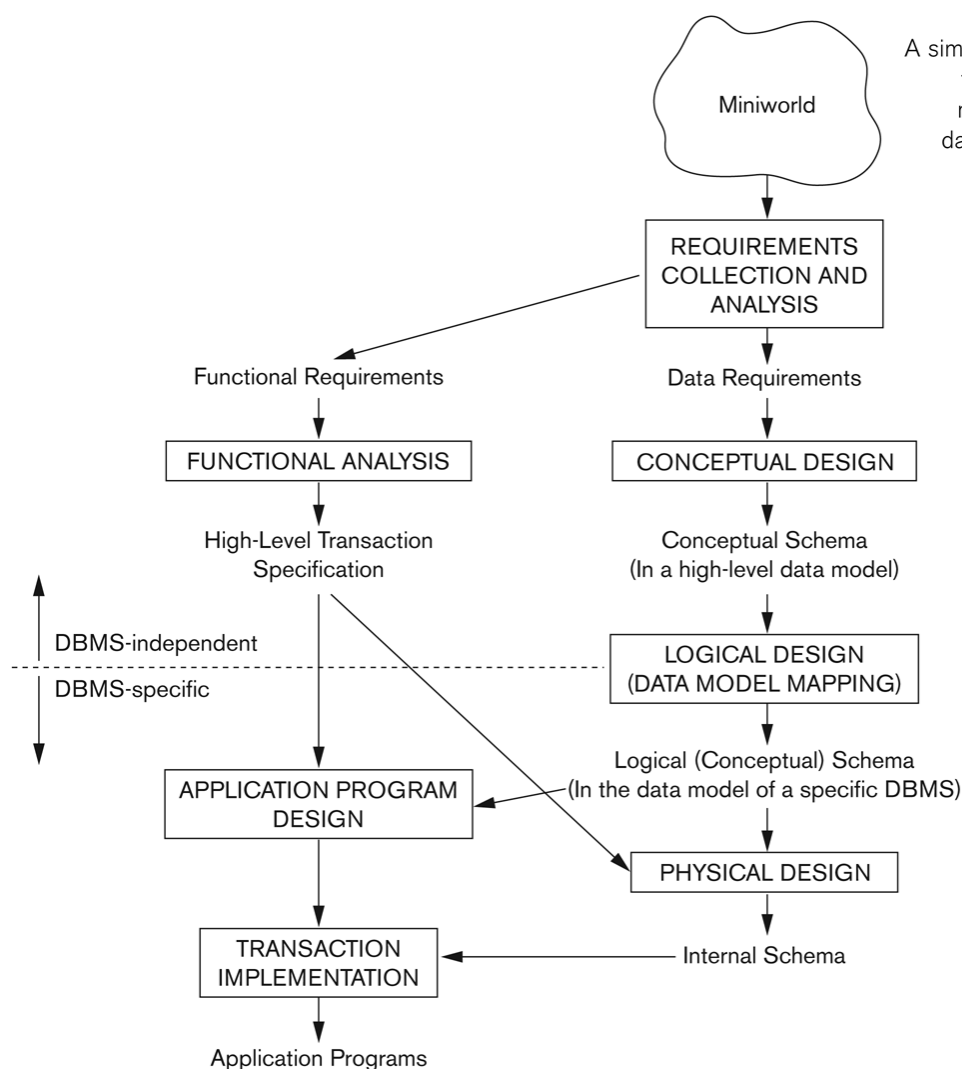 A sim
Miniworld
da
REQUIREMENTS
COLLECTION AND
ANALYSIS
Functional Requirements
Data Requirements
FUNCTIONAL ANALYSIS
CONCEPTUAL DESIGN
High-Level Transaction
Specification
Conceptual Schema
(In a high-level data model)
DBMS-independent
DBMS-specific
LOGICAL DESIGN
(DATA MODEL MAPPING)
Logical (Conceptual) Schema
(In the data model of a specific DBMS)
APPLICATION PROGRAM
DESIGN
PHYSICAL DESIGN
TRANSACTION
IMPLEMENTATION
Internal Schema
Application Programs